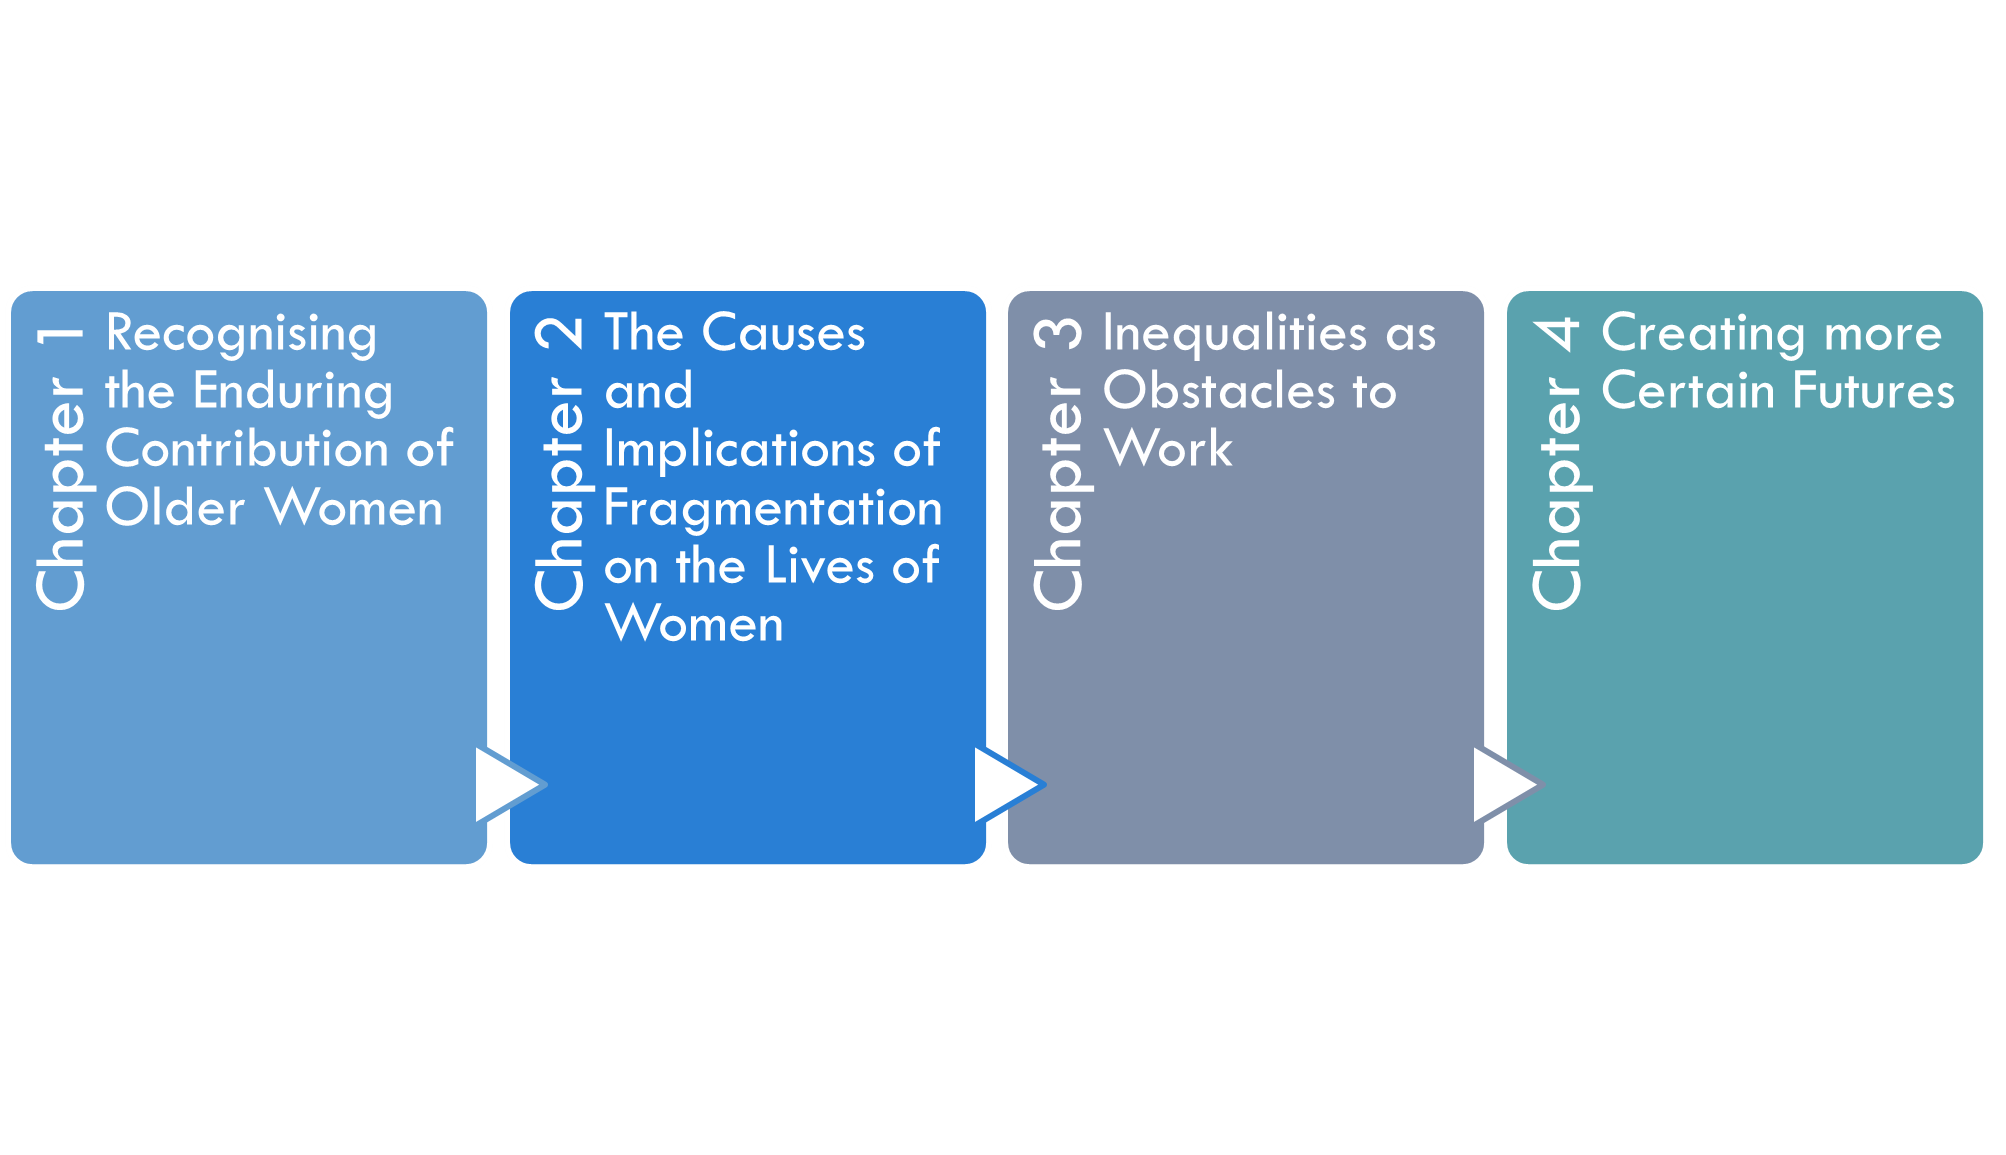 Chapter 1
Recognising
the Enduring
Contribution of
Older Women
Chapter 2
The Causes
and
Implications of
Fragmentation
on the Lives of
Women
Chapter 3
Inequalities as
Obstacles to
Work
Chapter 4
Creating more
Certain Futures